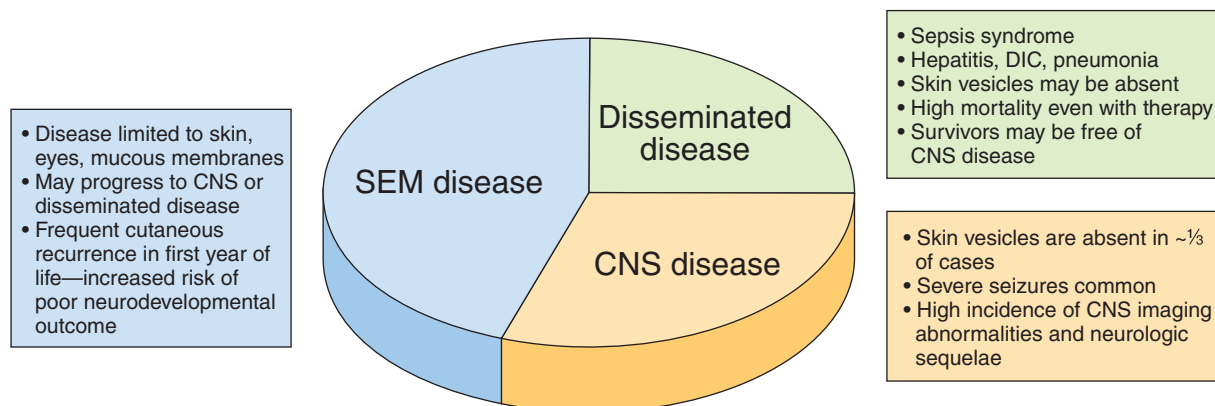 • Disease limited to skin,
eyes, mucous membranes
• May progress to CNS or
disseminated disease
• Frequent cutaneous
recurrence in first year of
life—increased risk of
poor neurodevelopmental
outcome
SEM disease
Disseminated
disease
CNS disease
• Sepsis syndrome
• Hepatitis, DIC, pneumonia
• Skin vesicles may be absent
• High mortality even with therapy
• Survivors may be free of
CNS disease
• Skin vesicles are absent in ~⅓
of cases
• Severe seizures common
• High incidence of CNS imaging
abnormalities and neurologic
sequelae